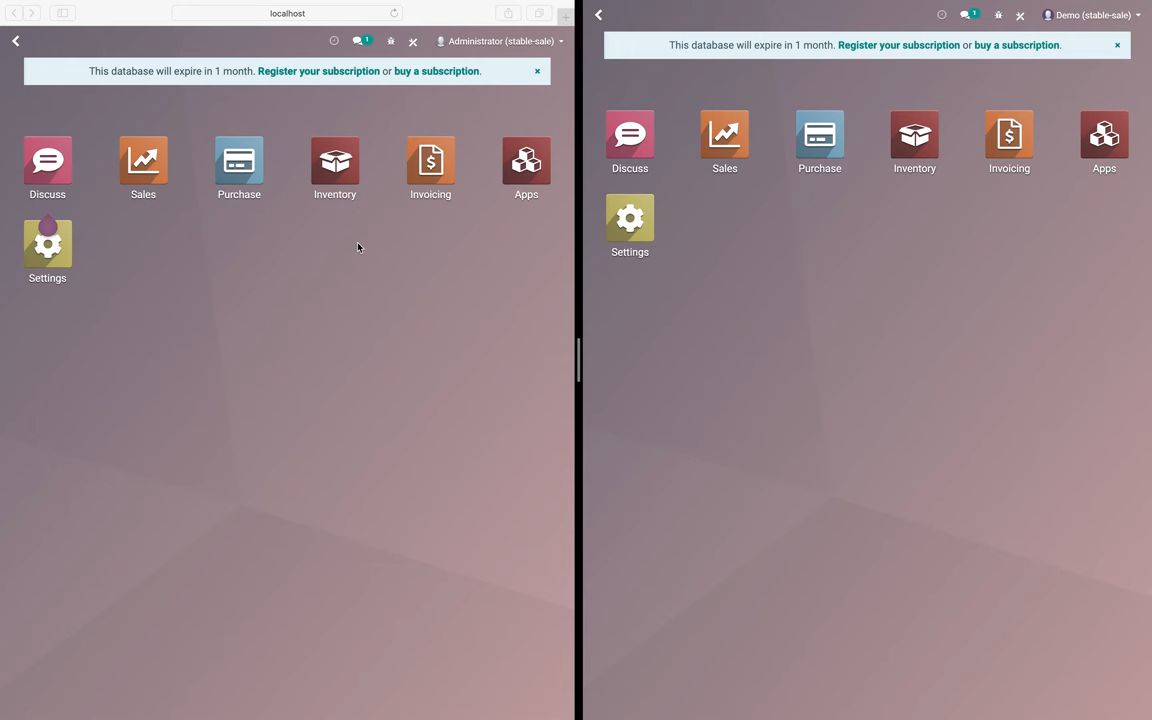 localhost
1
Administrator (stable-sale)
This database will expire in 1 month. Register your subscription or buy a subscription.
×
Discuss
Sales
Purchase
Inventory
Invoicing
Apps
Settings
1
Demo (stable-sale)
This database will expire in 1 month. Register your subscription or buy a subscription.
×
Discuss
Sales
Purchase
Inventory
Invoicing
Apps
Settings